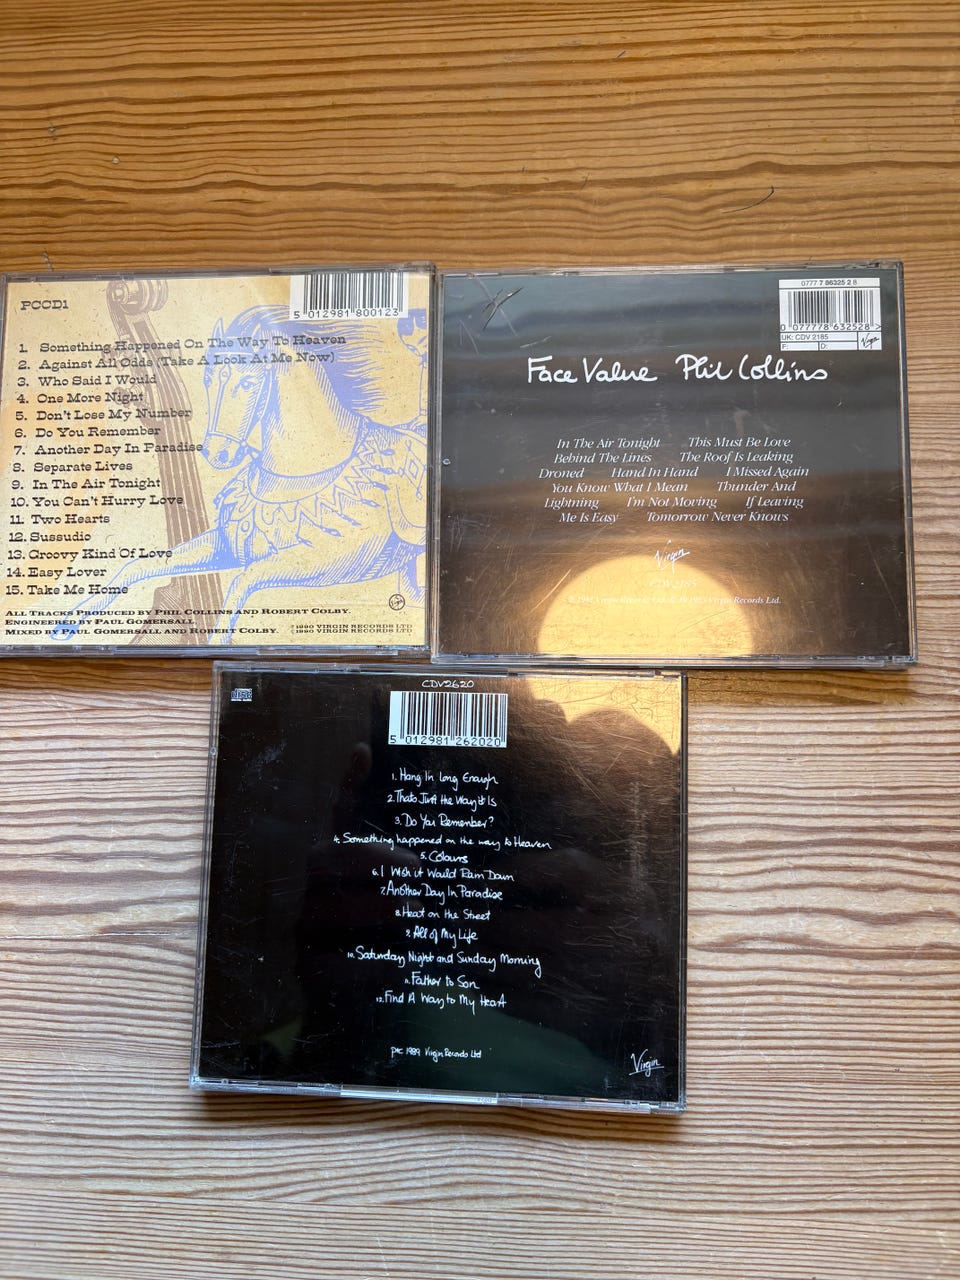 PCCD1
5 012981 800123
1. Something Happened On The Way To Heaven
2. Against All Odds (Take A Look At Me Now)
3. Who Said I Would
4. One More Night
5. Don't Lose My Number
6. Do You Remember
7. Another Day In Paradise
8. Separate Lives
9. In The Air Tonight
10. You Can't Hurry Love
11. Two Hearts
12. Sussudio
13. Groovy Kind Of Love
14. Easy Lover
15. Take Me Home
ALL TRACKS PRODUCED BY PHIL COLLINS AND ROBERT COLBY.
ENGINEERED BY PAUL GOMERSALL
MIXED BY PAUL GOMERSALL AND ROBERT COLBY.
℗1990 VIRGIN RECORDS LTD
©1990 VIRGIN RECORDS LTD
Virgin
0777 7 86325 2 8
0 077778 632528 >
UK: CDV 2185
F: D: Virgin
Face Value Phil Collins
In The Air Tonight This Must Be Love
Behind The Lines The Roof Is Leaking
Droned Hand In Hand I Missed Again
You Know What I Mean Thunder And
Lightning I'm Not Moving If Leaving
Me Is Easy Tomorrow Never Knows
Virgin
CDV2185
Virgin Records Ltd.
CDV2620
DISC
5 012981 262020
1. Hang In Long Enough
2. Thats Just the Way it Is
3. Do You Remember?
4. Something happened on the way to Heaven
5. Colours
6. I Wish it Would Rain Down
7. Another Day In Paradise
8. Heat on the Street
9. All of My Life
10. Saturday Night and Sunday Morning
11. Father to Son
12. Find A Way to My Heart
p+c 1989 Virgin Records Ltd
Virgin